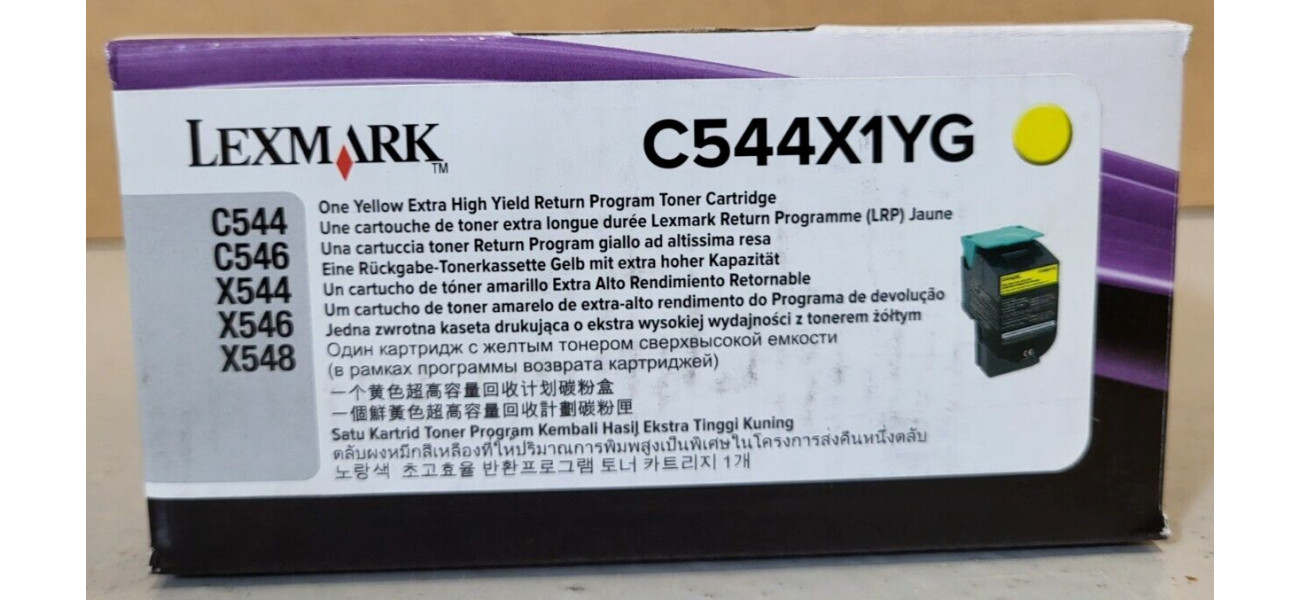 LEXMARK™
C544X1YG
C544
C546
X544
X546
X548
One Yellow Extra High Yield Return Program Toner Cartridge
Une cartouche de toner extra longue durée Lexmark Return Programme (LRP) Jaune
Una cartuccia toner Return Program giallo ad altissima resa
Eine Rückgabe-Tonerkassette Gelb mit extra hoher Kapazität
Un cartucho de tóner amarillo Extra Alto Rendimiento Retornable
Um cartucho de toner amarelo de extra-alto rendimento do Programa de devolução
Jedna zwrotna kaseta drukująca o ekstra wysokiej wydajności z tonerem żółtym
Один картридж с желтым тонером сверхвысокой емкости
(в рамках программы возврата картриджей)
一个黄色超高容量回收计划碳粉盒
一個鮮黃色超高容量回收計劃碳粉匣
Satu Kartrid Toner Program Kembali Hasil Ekstra Tinggi Kuning
ตลับผงหมึกสีเหลืองที่ให้ปริมาณการพิมพ์สูงเป็นพิเศษในโครงการส่งคืนหนึ่งตลับ
노랑색 초고효율 반환프로그램 토너 카트리지 1개